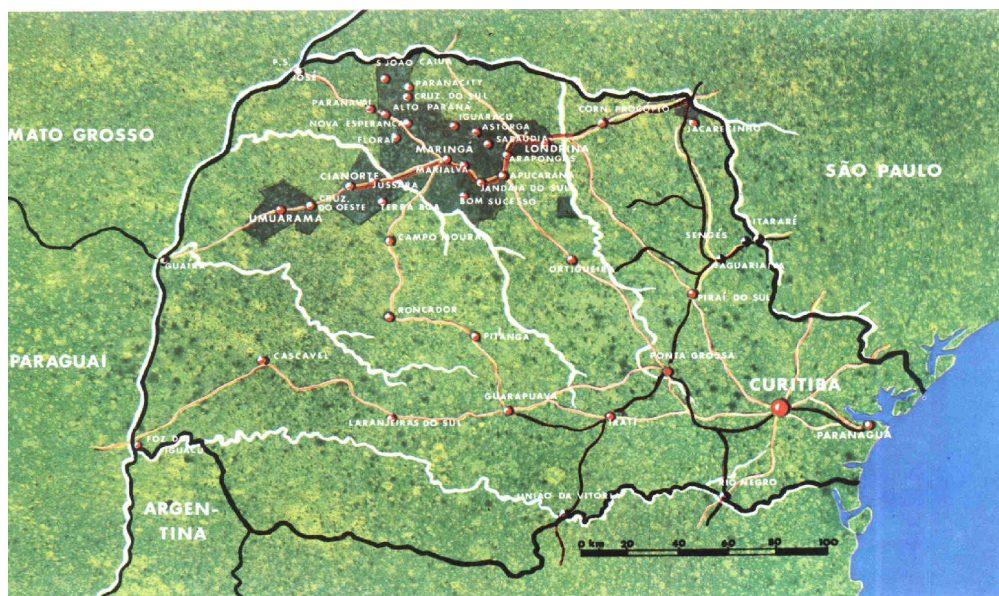 P.S.
JOSÉ
S JOÃO CAIUÁ
PARANACITY
CRUZ. DO SUL
PARANAVAÍ
ALTO PARANÁ
NOVA ESPERANÇA
IGUARAÇU
ASTORGA
FLORAÍ
SABAUDIA
CORN. PROCÓPIO
JACAREZINHO
MATO GROSSO
MARINGÁ
LONDRINA
ARAPONGAS
MARIALVA
CIANORTE
JUSSARA
APUCARANA
JANDAIA DO SUL
CRUZ.
DO OESTE
TERRA BOA
BOM SUCESSO
UMUARAMA
SÃO PAULO
CAMPO MOURÃO
ITARARÉ
SENGÉS
GUAÍRA
ORTIGUEIRA
JAGUARIAIVA
PIRAÍ. DO SUL
RONCADOR
PITANGA
PARAGUAI
CASCAVEL
PONTA GROSSA
CURITIBA
GUARAPUAVA
LARANJEIRAS DO SUL
IRATI
PARANAGUÁ
FOZ DO
IGUAÇU
RIO NEGRO
UNIÃO DA VITÓRIA
ARGEN-
TINA
0 km 20 40 60 80 100